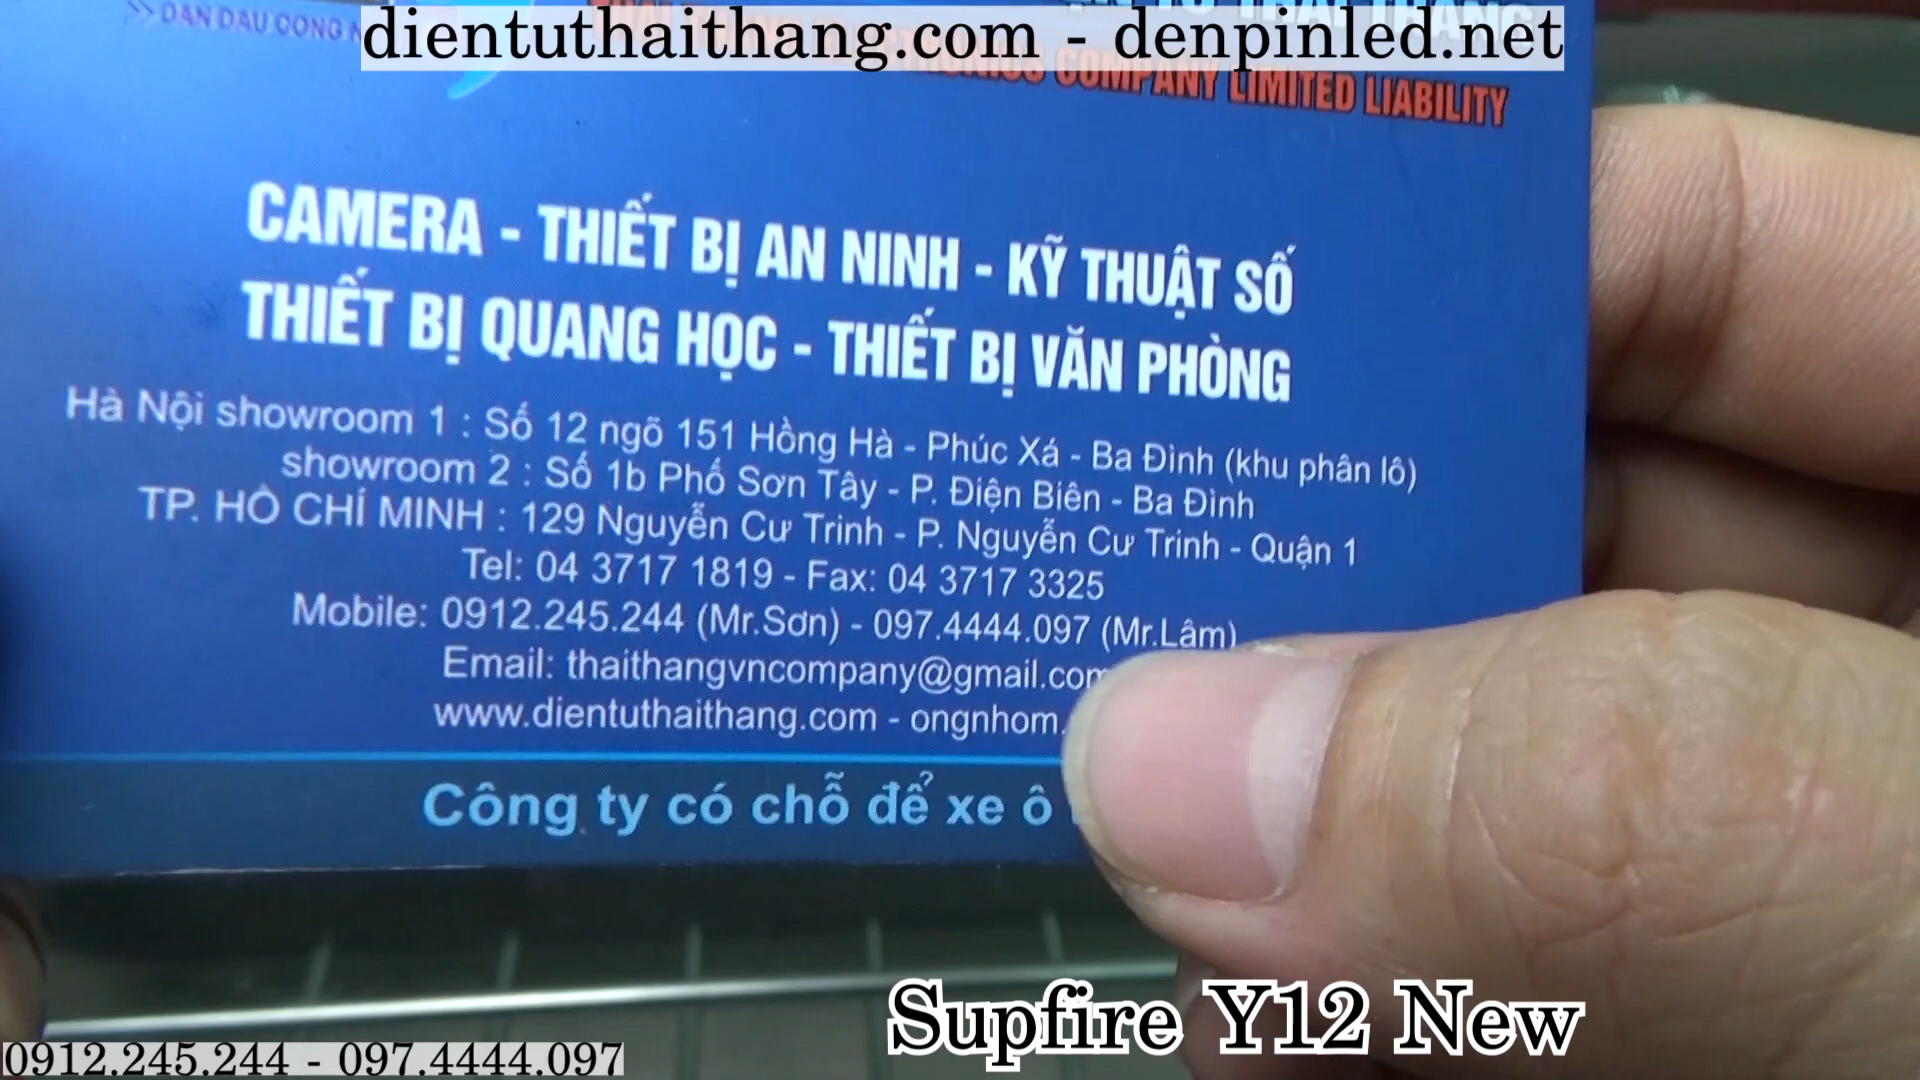 dientuthaithang.com - denpinled.net
>> DẪN ĐẦU CÔNG
COMPANY LIMITED LIABILITY
CAMERA - THIẾT BỊ AN NINH - KỸ THUẬT SỐ
THIẾT BỊ QUANG HỌC - THIẾT BỊ VĂN PHÒNG
Hà Nội showroom 1 : Số 12 ngõ 151 Hồng Hà - Phúc Xá - Ba Đình (khu phân lô)
showroom 2 : Số 1b Phố Sơn Tây - P. Điện Biên - Ba Đình
TP. HỒ CHÍ MINH : 129 Nguyễn Cư Trinh - P. Nguyễn Cư Trinh - Quận 1
Tel: 04 3717 1819 - Fax: 04 3717 3325
Mobile: 0912.245.244 (Mr.Sơn) - 097.4444.097 (Mr.Lâm)
Email: thaithangvncompany@gmail.com
www.dientuthaithang.com - ongnhom.
Công ty có chỗ để xe ô
Supfire Y12 New
0912.245.244 - 097.4444.097